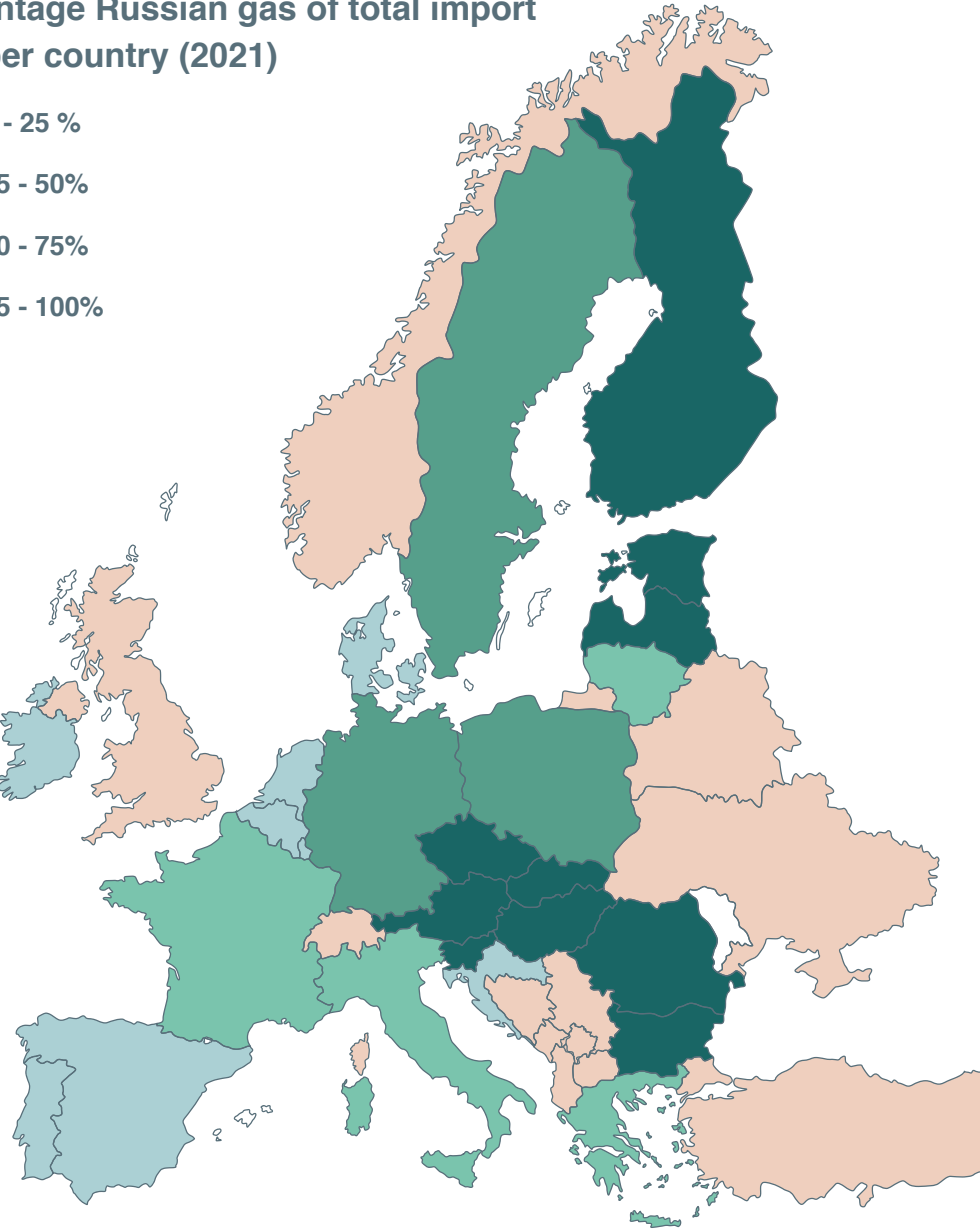 ntage Russian gas of total import
er country (2021)
- 25 %
5 - 50%
0 - 75%
5 - 100%